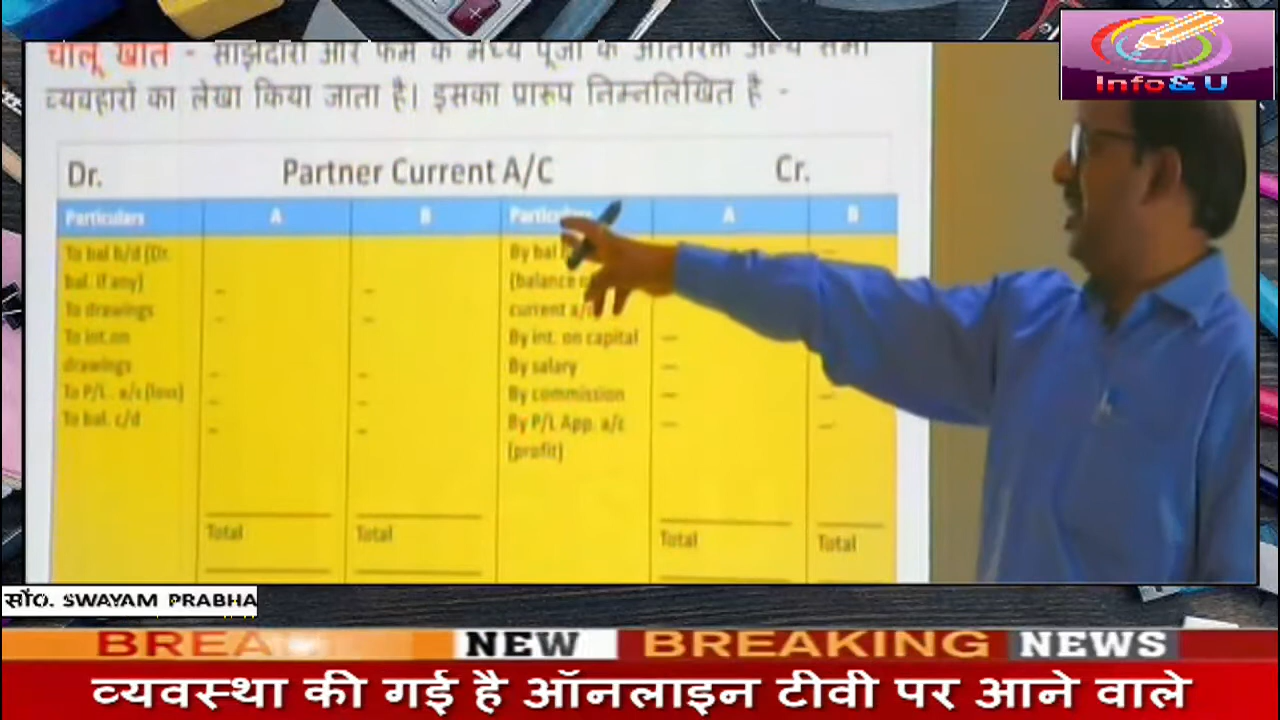 Info& U
चालू खाते - साझेदारों और फर्म के मध्य पूंजी के अतिरिक्त अन्य सभी
व्यवहारों का लेखा किया जाता है। इसका प्रारूप निम्नलिखित है -
Dr. Partner Current A/C Cr.
Particulars A B Particulars A B
To bal b/d (Dr.
bal. if any)
To drawings
To int.on
drawings
To P/L . a/c (loss)
To bal. c/d
By bal
(balance
current a/c
By int. on capital
By salary
By commission
By P/L App. a/c
(profit)
Total Total Total Total
सौO. SWAYAM PRABHA
BREA NEW BREAKING NEWS
व्यवस्था की गई है ऑनलाइन टीवी पर आने वाले